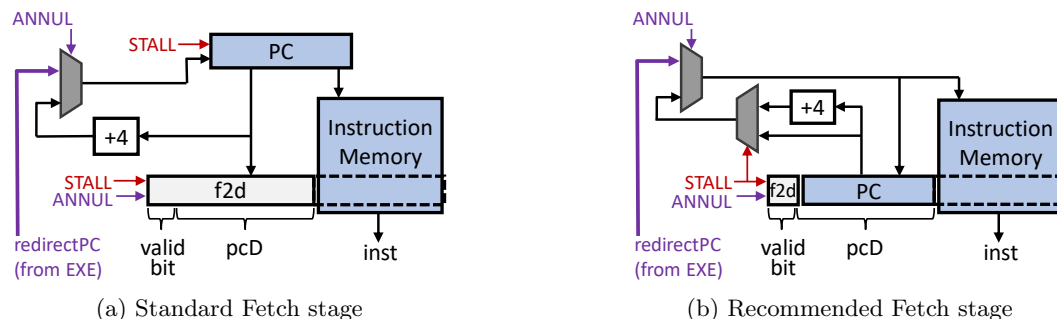 ANNUL
STALL
PC
+4
Instruction
Memory
STALL
ANNUL
f2d
redirectPC
(from EXE)
valid
bit
pcD
inst
(a) Standard Fetch stage
ANNUL
+4
Instruction
Memory
STALL
ANNUL
f2d
PC
redirectPC
(from EXE)
valid
bit
pcD
inst
(b) Recommended Fetch stage